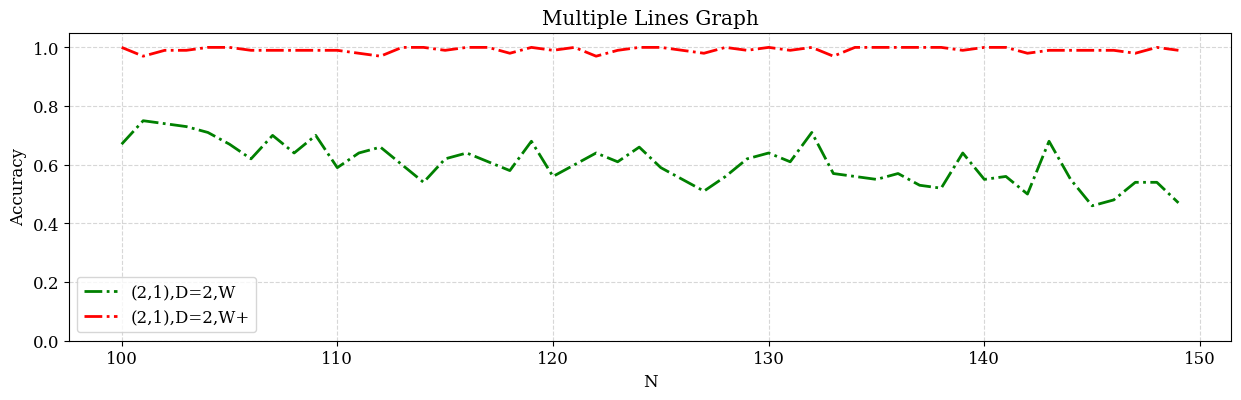 Multiple Lines Graph
1.0
0.8
0.6
0.4
0.2
0.0
Accuracy
(2,1),D=2,W
(2,1),D=2,W+
100 110 120 130 140 150
N